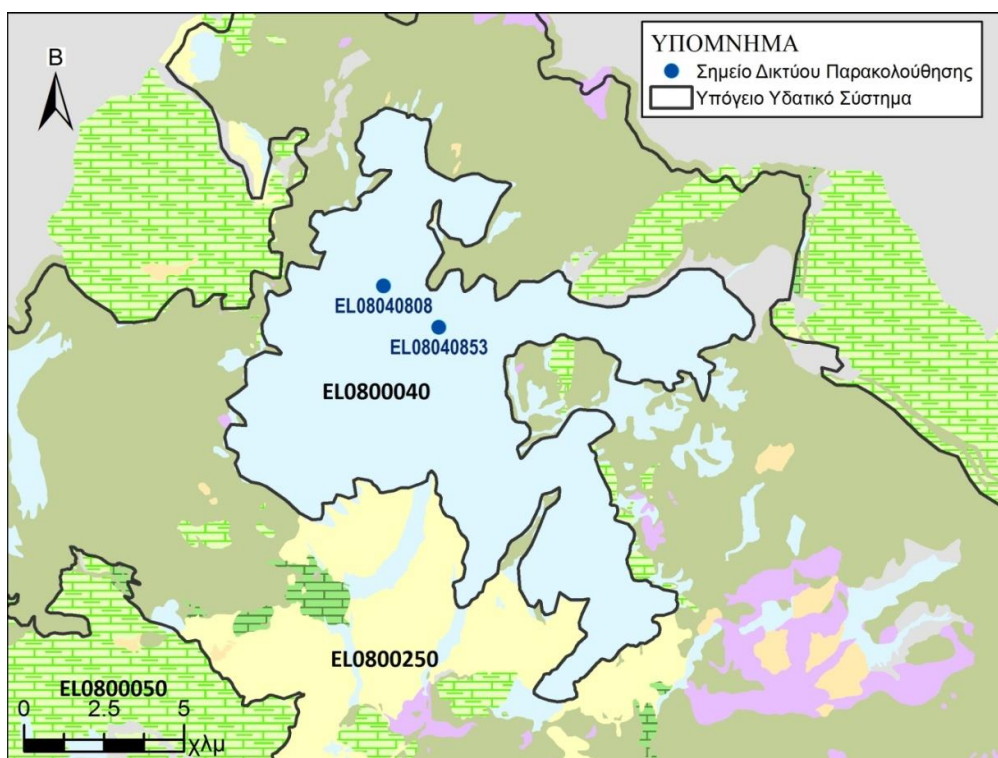 ΥΠΟΜΝΗΜΑ
Σημείο Δικτύου Παρακολούθησης
Υπόγειο Υδατικό Σύστημα
Β
EL08040808
EL08040853
EL0800040
EL0800250
EL0800050
0 2.5 5
χλμ